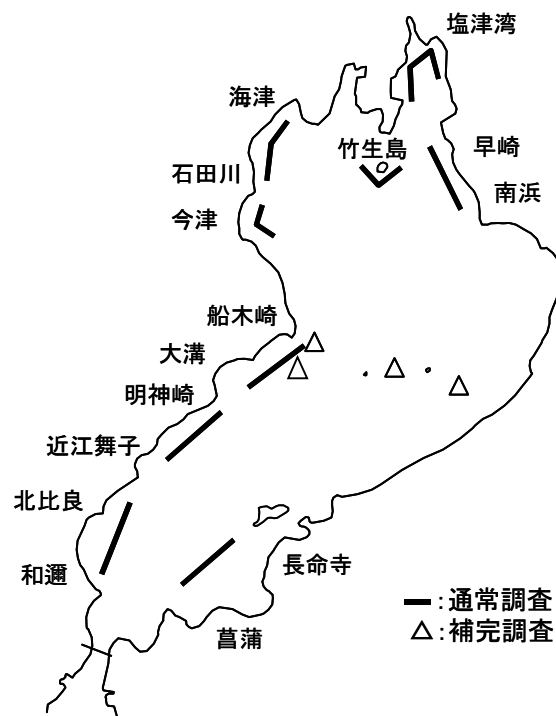 塩津湾
海津
竹生島
早崎
石田川
南浜
今津
船木崎
大溝
明神崎
近江舞子
北比良
長命寺
和邇
菖蒲
:通常調査
:補完調査